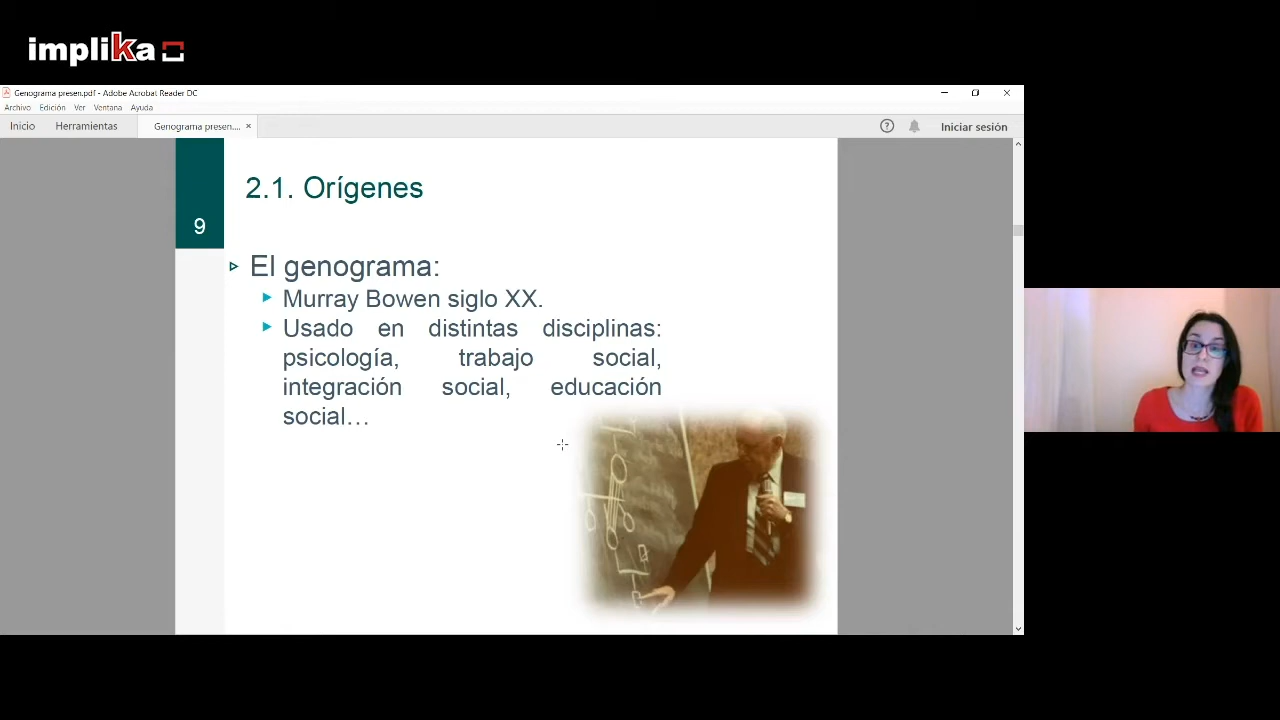 implika
Genograma presen.pdf - Adobe Acrobat Reader DC
Archivo Edición Ver Ventana Ayuda
Inicio Herramientas Genograma presen.... × Iniciar sesión
2.1. Orígenes
9
El genograma:
Murray Bowen siglo XX.
Usado en distintas disciplinas:
psicología, trabajo social,
integración social, educación
social…